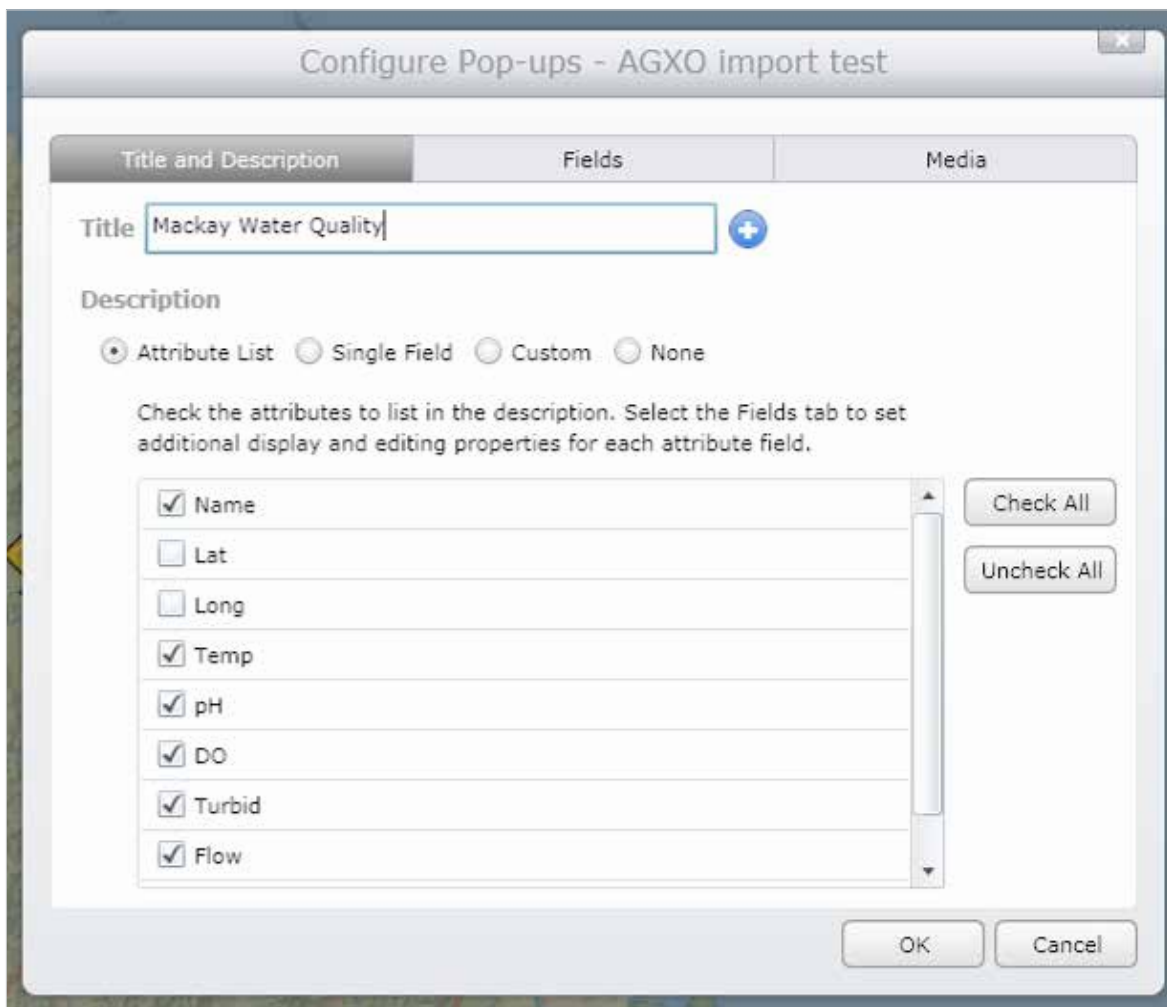 Configure Pop-ups - AGXO import test
Title and Description Fields Media
Title Mackay Water Quality
Description
Attribute List Single Field Custom None
Check the attributes to list in the description. Select the Fields tab to set
additional display and editing properties for each attribute field.
Name
Check All
Lat
Uncheck All
Long
Temp
pH
DO
Turbid
Flow
OK Cancel